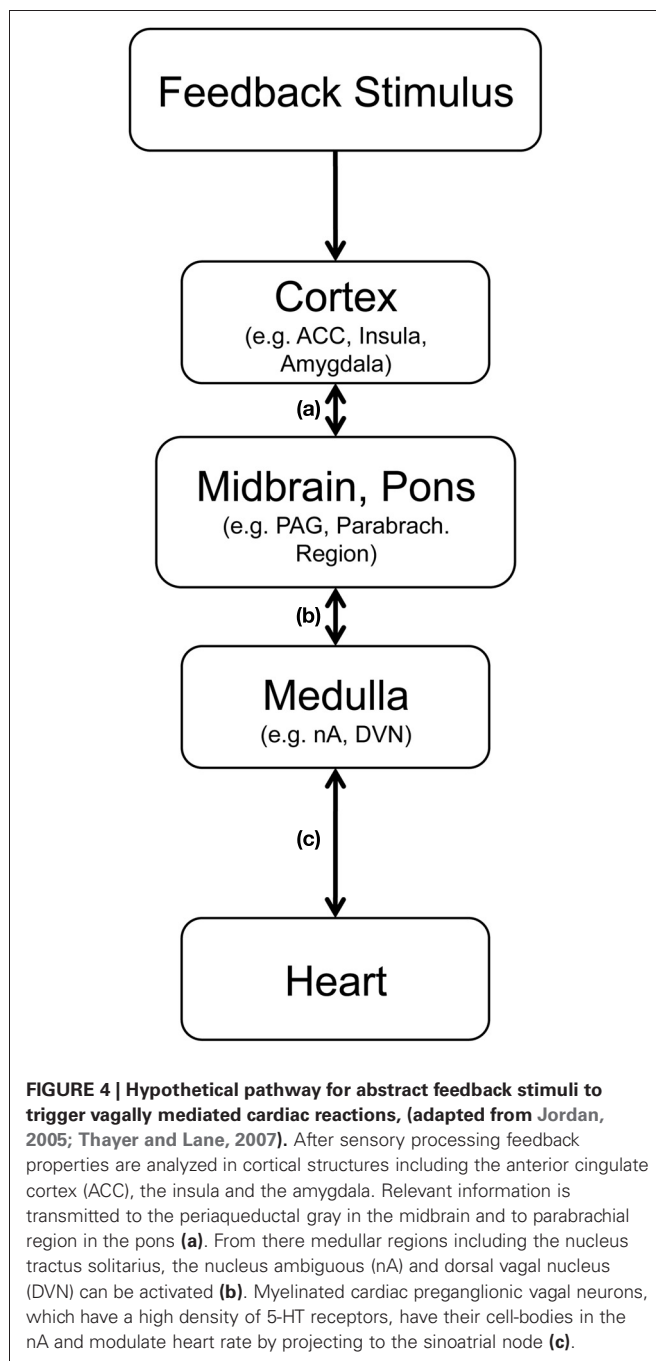 Feedback Stimulus
Cortex
(e.g. ACC, Insula,
Amygdala)
(a)
Midbrain, Pons
(e.g. PAG, Parabrach.
Region)
(b)
Medulla
(e.g. nA, DVN)
(c)
Heart
FIGURE 4 | Hypothetical pathway for abstract feedback stimuli to
trigger vagally mediated cardiac reactions, (adapted from Jordan,
2005; Thayer and Lane, 2007). After sensory processing feedback
properties are analyzed in cortical structures including the anterior cingulate
cortex (ACC), the insula and the amygdala. Relevant information is
transmitted to the periaqueductal gray in the midbrain and to parabrachial
region in the pons (a). From there medullar regions including the nucleus
tractus solitarius, the nucleus ambiguous (nA) and dorsal vagal nucleus
(DVN) can be activated (b). Myelinated cardiac preganglionic vagal neurons,
which have a high density of 5-HT receptors, have their cell-bodies in the
nA and modulate heart rate by projecting to the sinoatrial node (c).